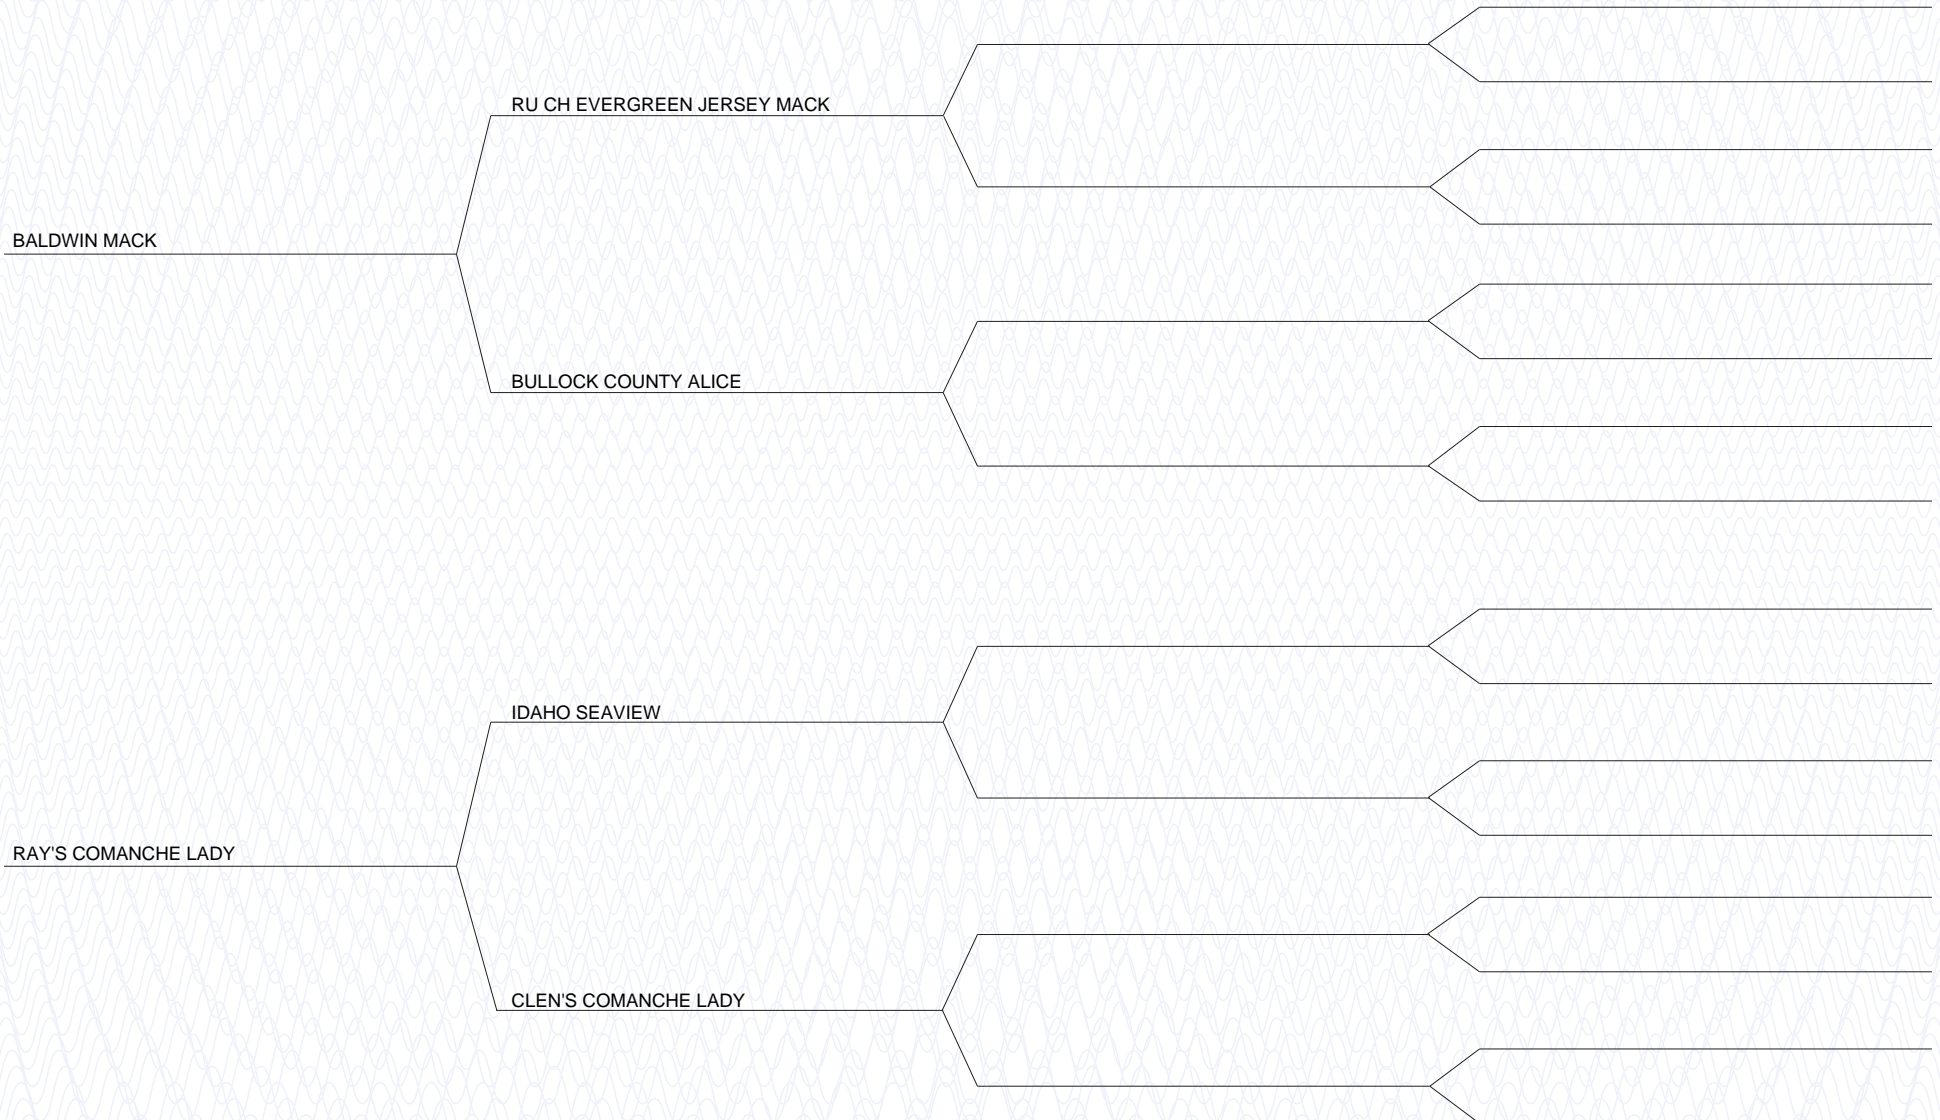 RU CH EVERGREEN JERSEY MACK
BALDWIN MACK
BULLOCK COUNTY ALICE
IDAHO SEAVIEW
RAY'S COMANCHE LADY
CLEN'S COMANCHE LADY